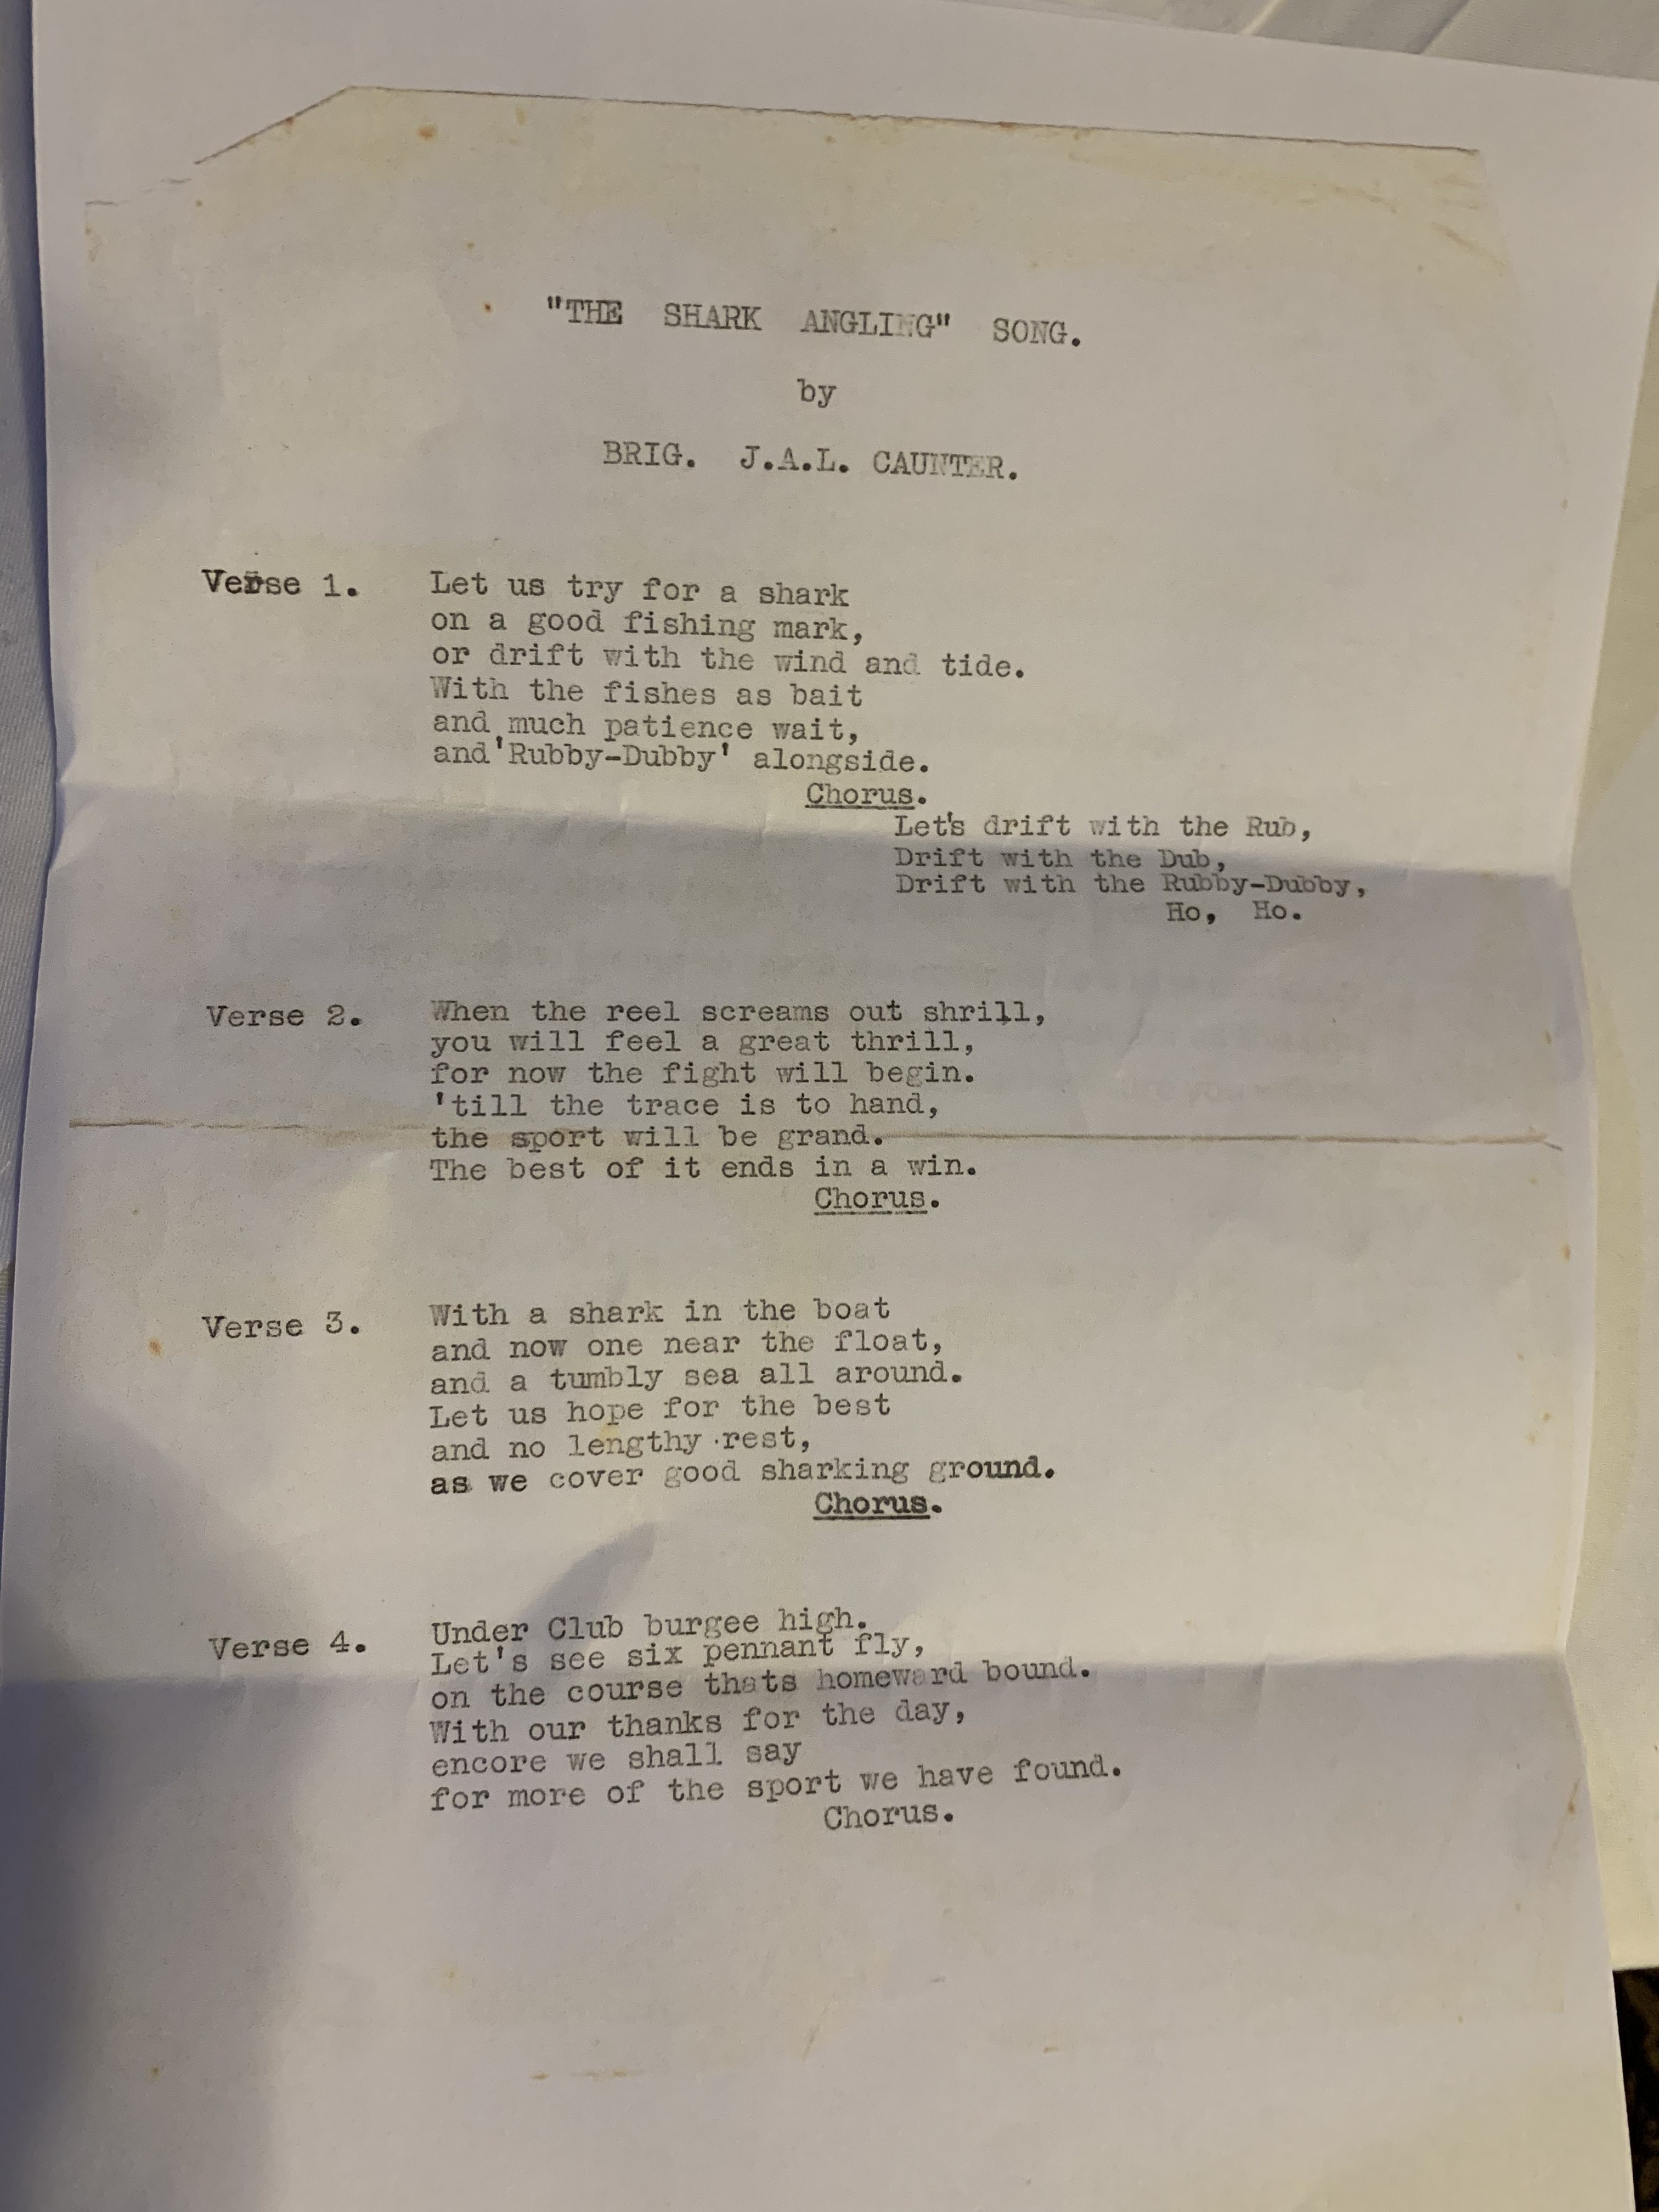 "THE SHARK ANGLING" SONG.
by
BRIG. J.A.L. CAUNTER.
Verse 1. Let us try for a shark
on a good fishing mark,
or drift with the wind and tide.
With the fishes as bait
and much patience wait,
and 'Rubby-Dubby' alongside.
Chorus.
Let's drift with the Rub,
Drift with the Dub,
Drift with the Rubby-Dubby,
Ho, Ho.
Verse 2. When the reel screams out shrill,
you will feel a great thrill,
for now the fight will begin.
'till the trace is to hand,
the sport will be grand.
The best of it ends in a win.
Chorus.
Verse 3. With a shark in the boat
and now one near the float,
and a tumbly sea all around.
Let us hope for the best
and no lengthy rest,
as we cover good sharking ground.
Chorus.
Verse 4. Under Club burgee high.
Let's see six pennant fly,
on the course thats homeward bound.
With our thanks for the day,
encore we shall say
for more of the sport we have found.
Chorus.